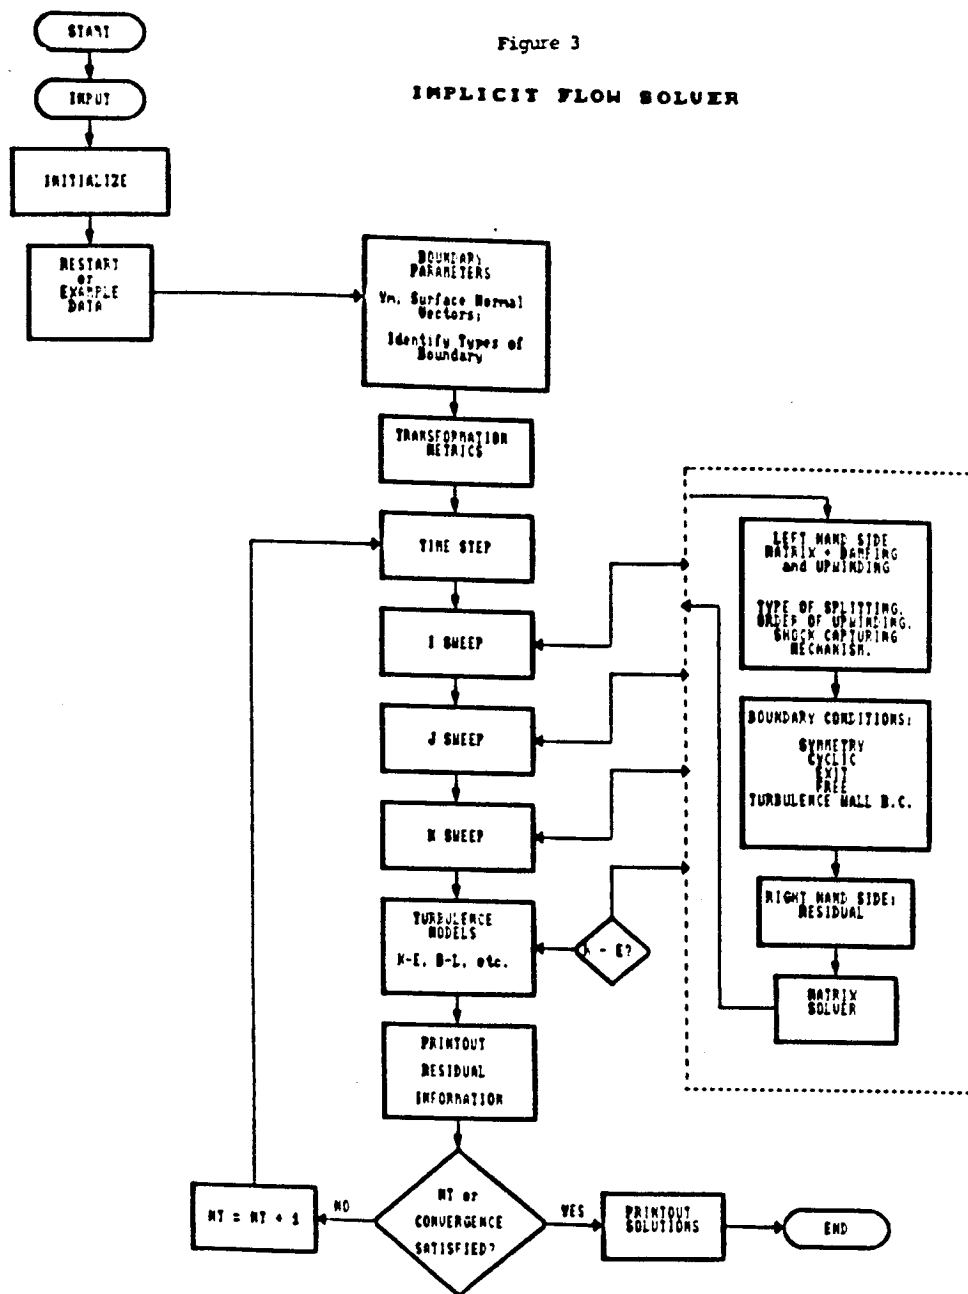 Figure 3
IMPLICIT FLOW SOLVER
START
INPUT
INITIALIZE
RESTART
or
EXAMPLE
DATA
BOUNDARY
PARAMETERS
Vn, Surface Normal
Vectors;
Identify Types of
Boundary
TRANSFORMATION
METRICS
TIME STEP
I SWEEP
J SWEEP
K SWEEP
TURBULENCE
MODELS
K-E, B-L, etc.
K - E?
PRINTOUT
RESIDUAL
INFORMATION
NT or
CONVERGENCE
SATISFIED?
NO
NT = NT + 1
YES
PRINTOUT
SOLUTIONS
END
LEFT HAND SIDE
MATRIX + DAMPING
and UPWINDING
TYPE OF SPLITTING.
ORDER OF UPWINDING.
SHOCK CAPTURING
MECHANISM.
BOUNDARY CONDITIONS:
SYMMETRY
CYCLIC
EXIT
FREE
TURBULENCE WALL B.C.
RIGHT HAND SIDE:
RESIDUAL
MATRIX
SOLVER